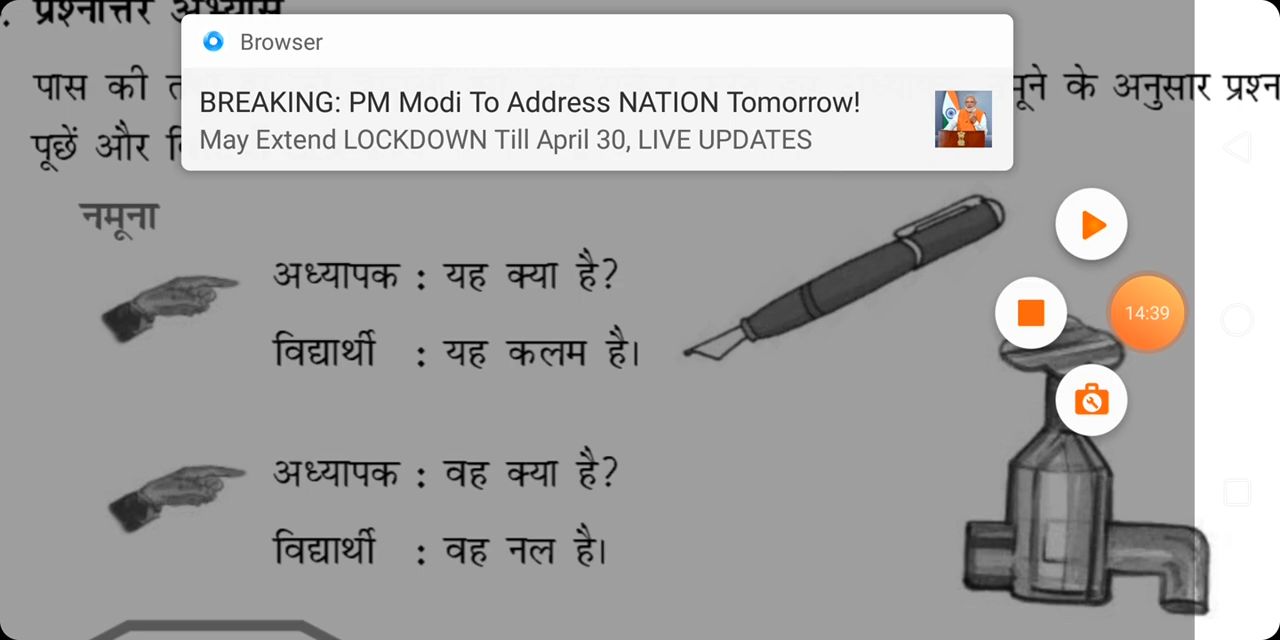 . प्रश्नोत्तर अभ्यास
Browser
BREAKING: PM Modi To Address NATION Tomorrow!
May Extend LOCKDOWN Till April 30, LIVE UPDATES
पास की
के अनुसार प्रश्न
पूछें और
नमूना
अध्यापक : यह क्या है?
विद्यार्थी : यह कलम है।
14:39
अध्यापक : वह क्या है?
विद्यार्थी : वह नल है।